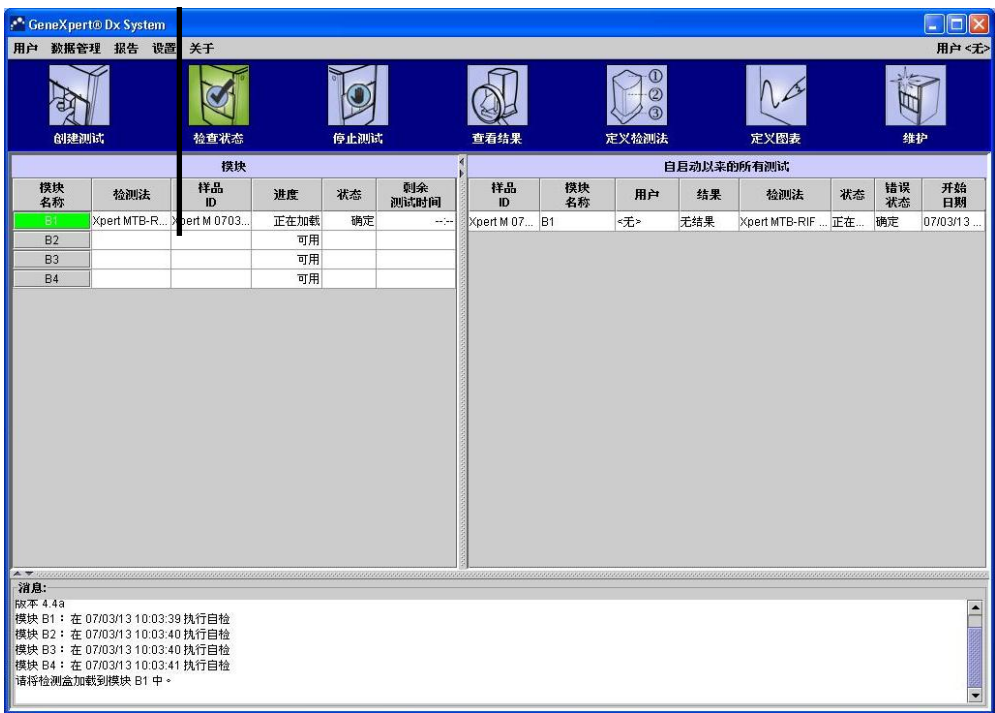 GeneXpert® Dx System
用户 数据管理 报告 设置 关于 用户 <无>
创建测试 检查状态 停止测试 查看结果 定义检测法 定义图表 维护
模块
模块名称 检测法 样品ID 进度 状态 剩余测试时间
B1 Xpert MTB-R... Xpert M 0703... 正在加载 确定 --:--
B2 可用
B3 可用
B4 可用
自启动以来的所有测试
样品ID 模块名称 用户 结果 检测法 状态 错误状态 开始日期
Xpert M 07... B1 <无> 无结果 Xpert MTB-RIF ... 正在... 确定 07/03/13 ...
消息:
版本 4.4a
模块 B1：在 07/03/13 10:03:39 执行自检
模块 B2：在 07/03/13 10:03:40 执行自检
模块 B3：在 07/03/13 10:03:40 执行自检
模块 B4：在 07/03/13 10:03:41 执行自检
请将检测盒加载到模块 B1 中。